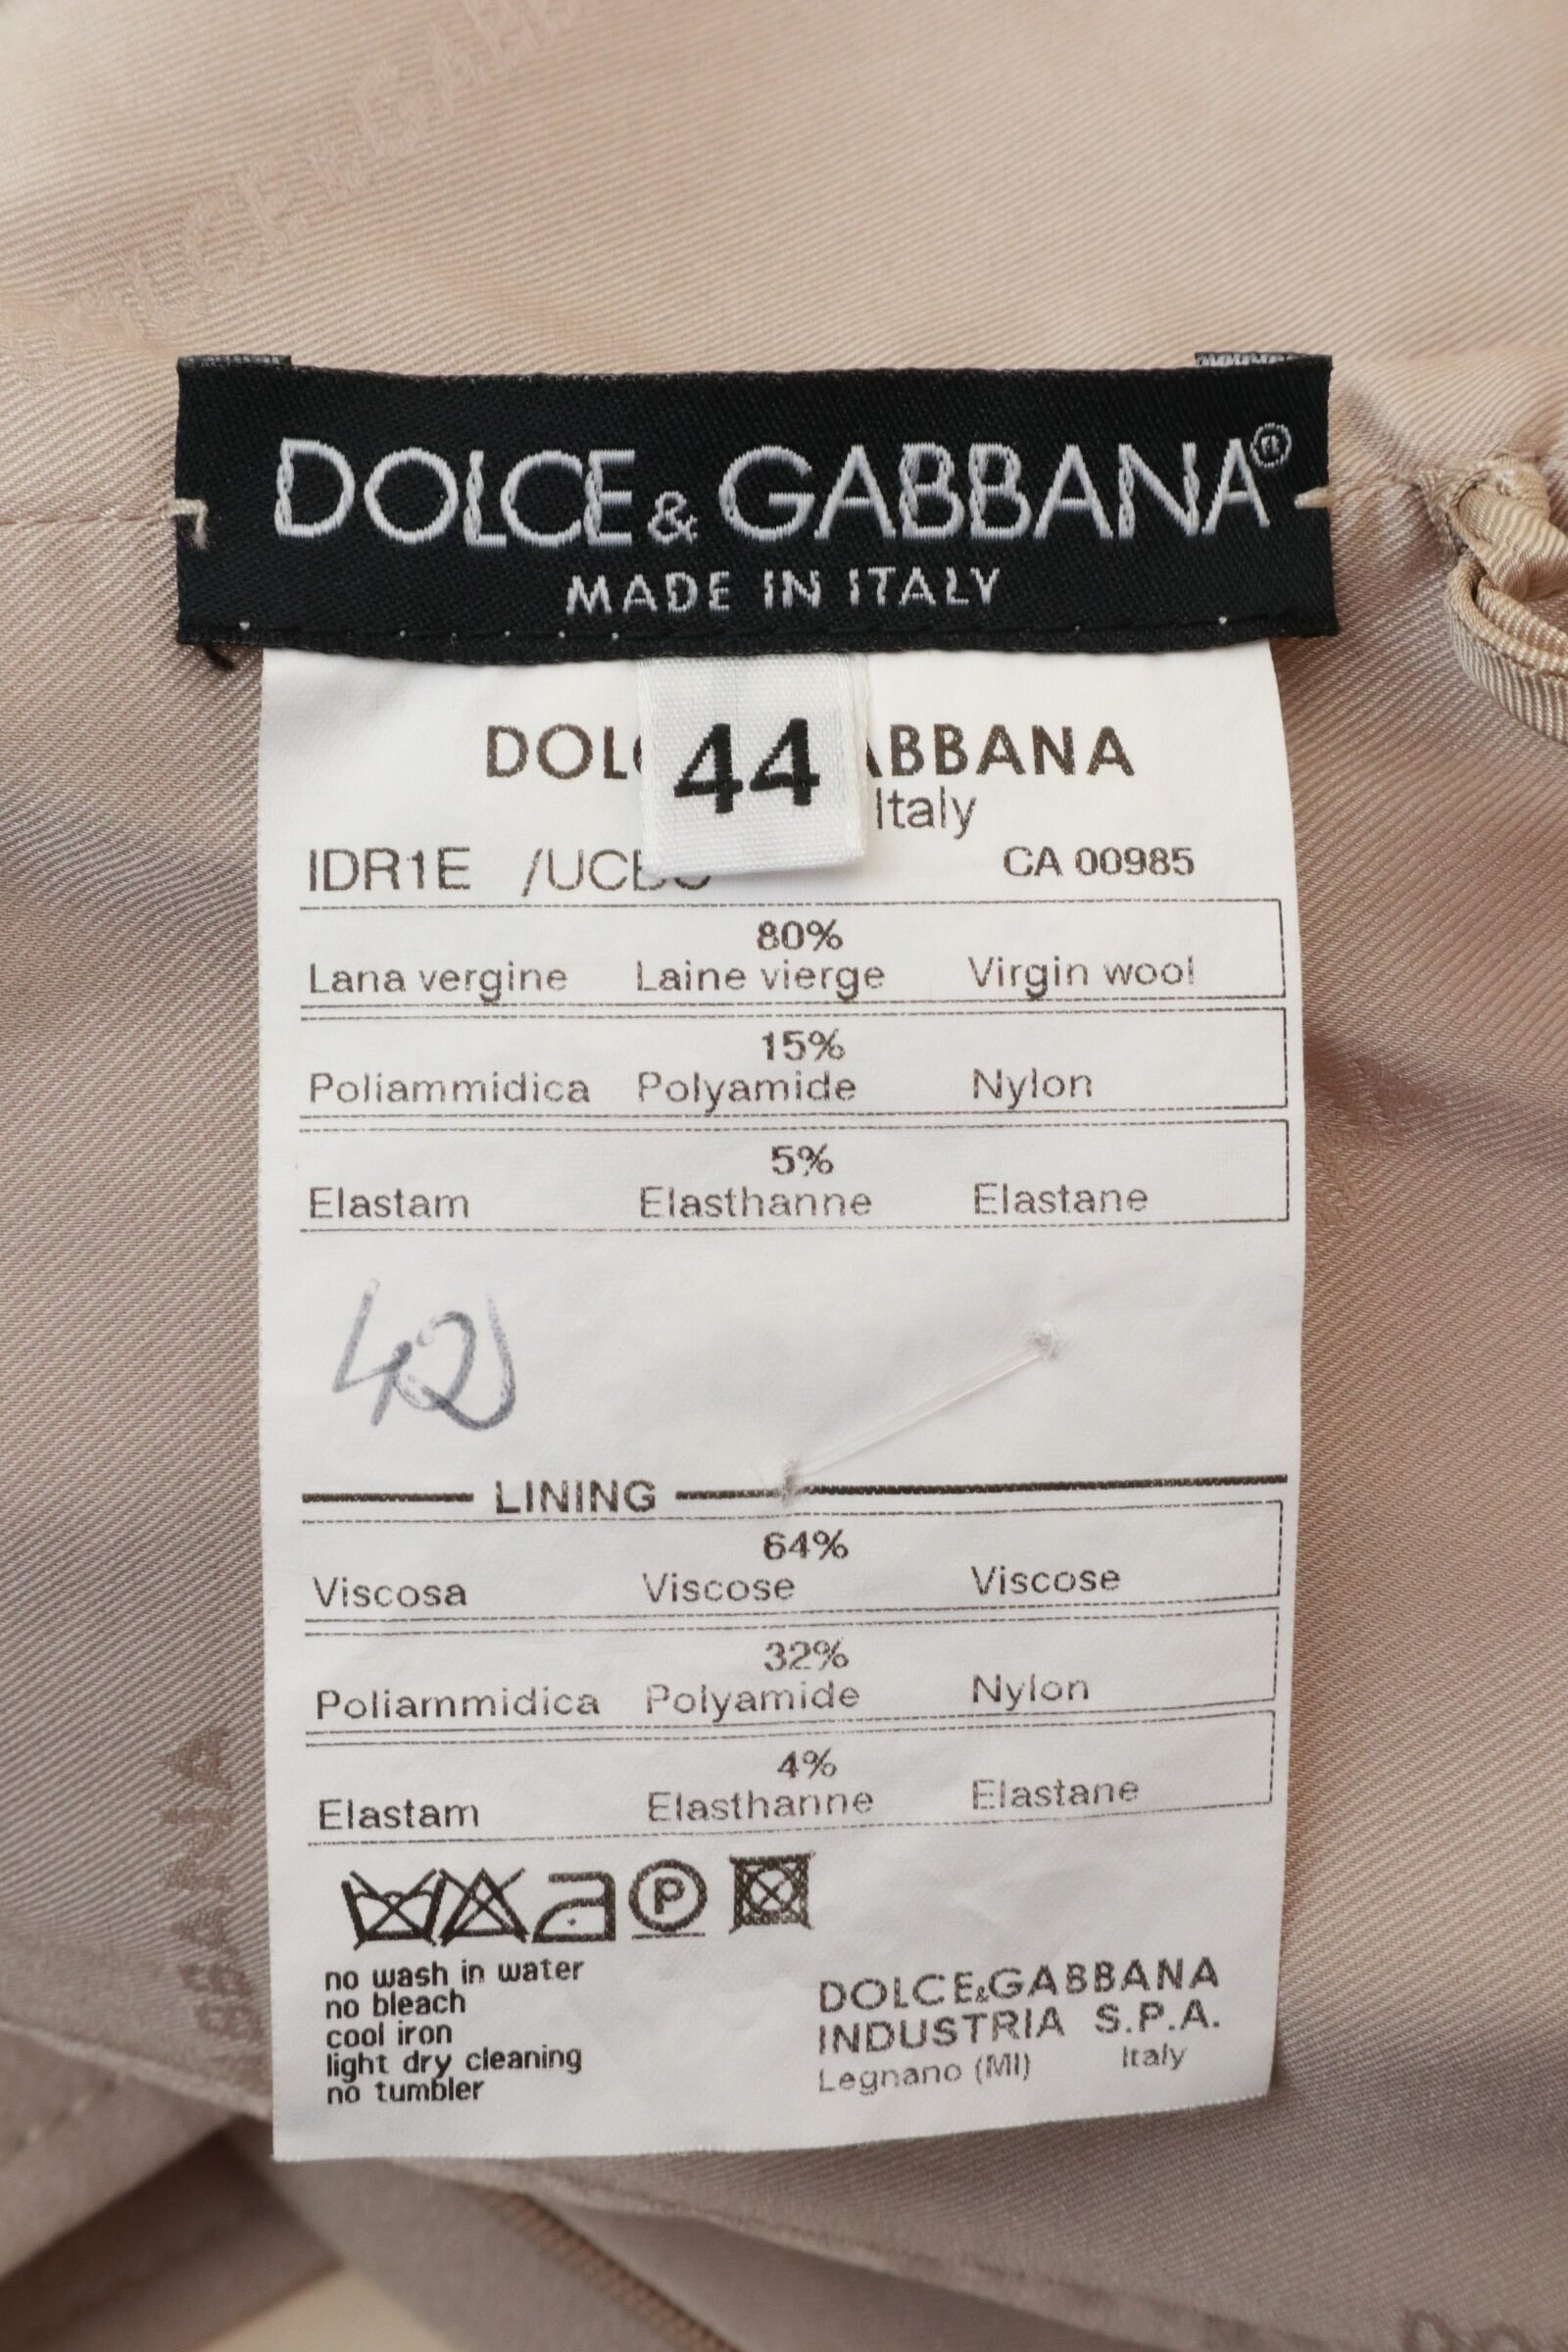 DOLCE & GABBANA®
MADE IN ITALY
44
Italy
IDR1E
CA 00985
80%
Lana vergine Laine vierge Virgin wool
15%
Poliammidica Polyamide Nylon
5%
Elastam Elasthanne Elastane
42
LINING
64%
Viscosa Viscose Viscose
32%
Poliammidica Polyamide Nylon
4%
Elastam Elasthanne Elastane
P
no wash in water
no bleach
cool iron
light dry cleaning
no tumbler
DOLCE&GABBANA
INDUSTRIA S.P.A.
Legnano (MI) Italy